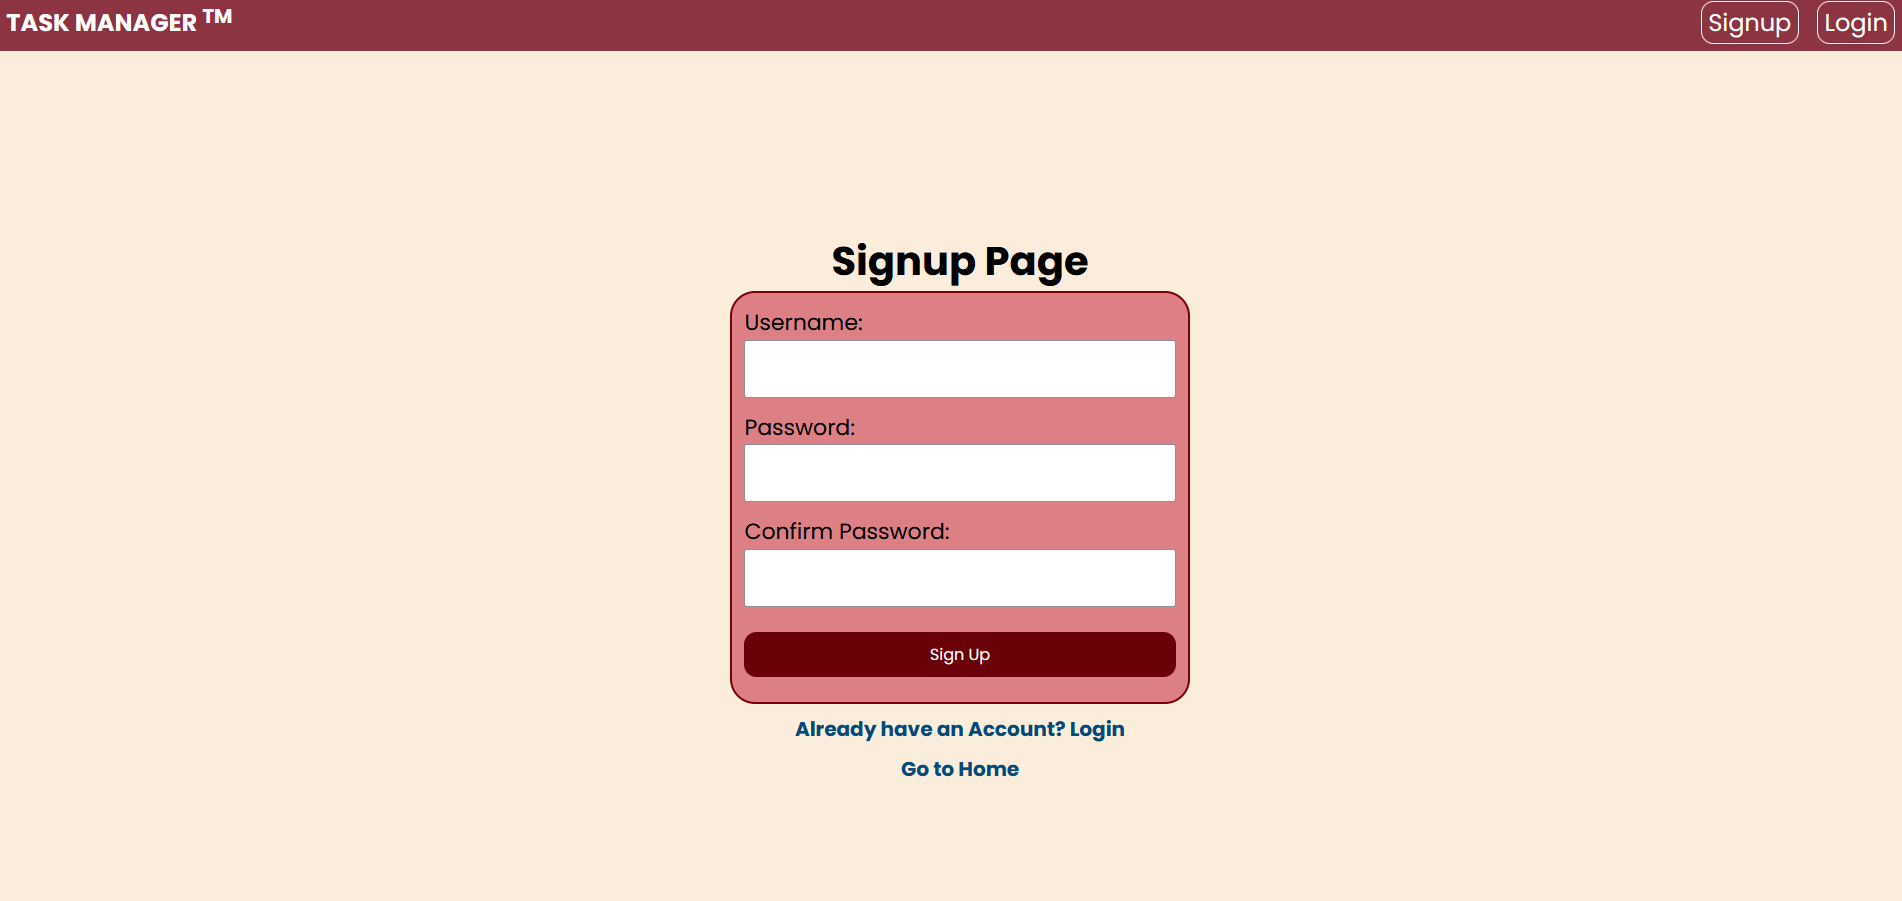 TASK MANAGER TM
Signup Login
Signup Page
Username:
Password:
Confirm Password:
Sign Up
Already have an Account? Login
Go to Home